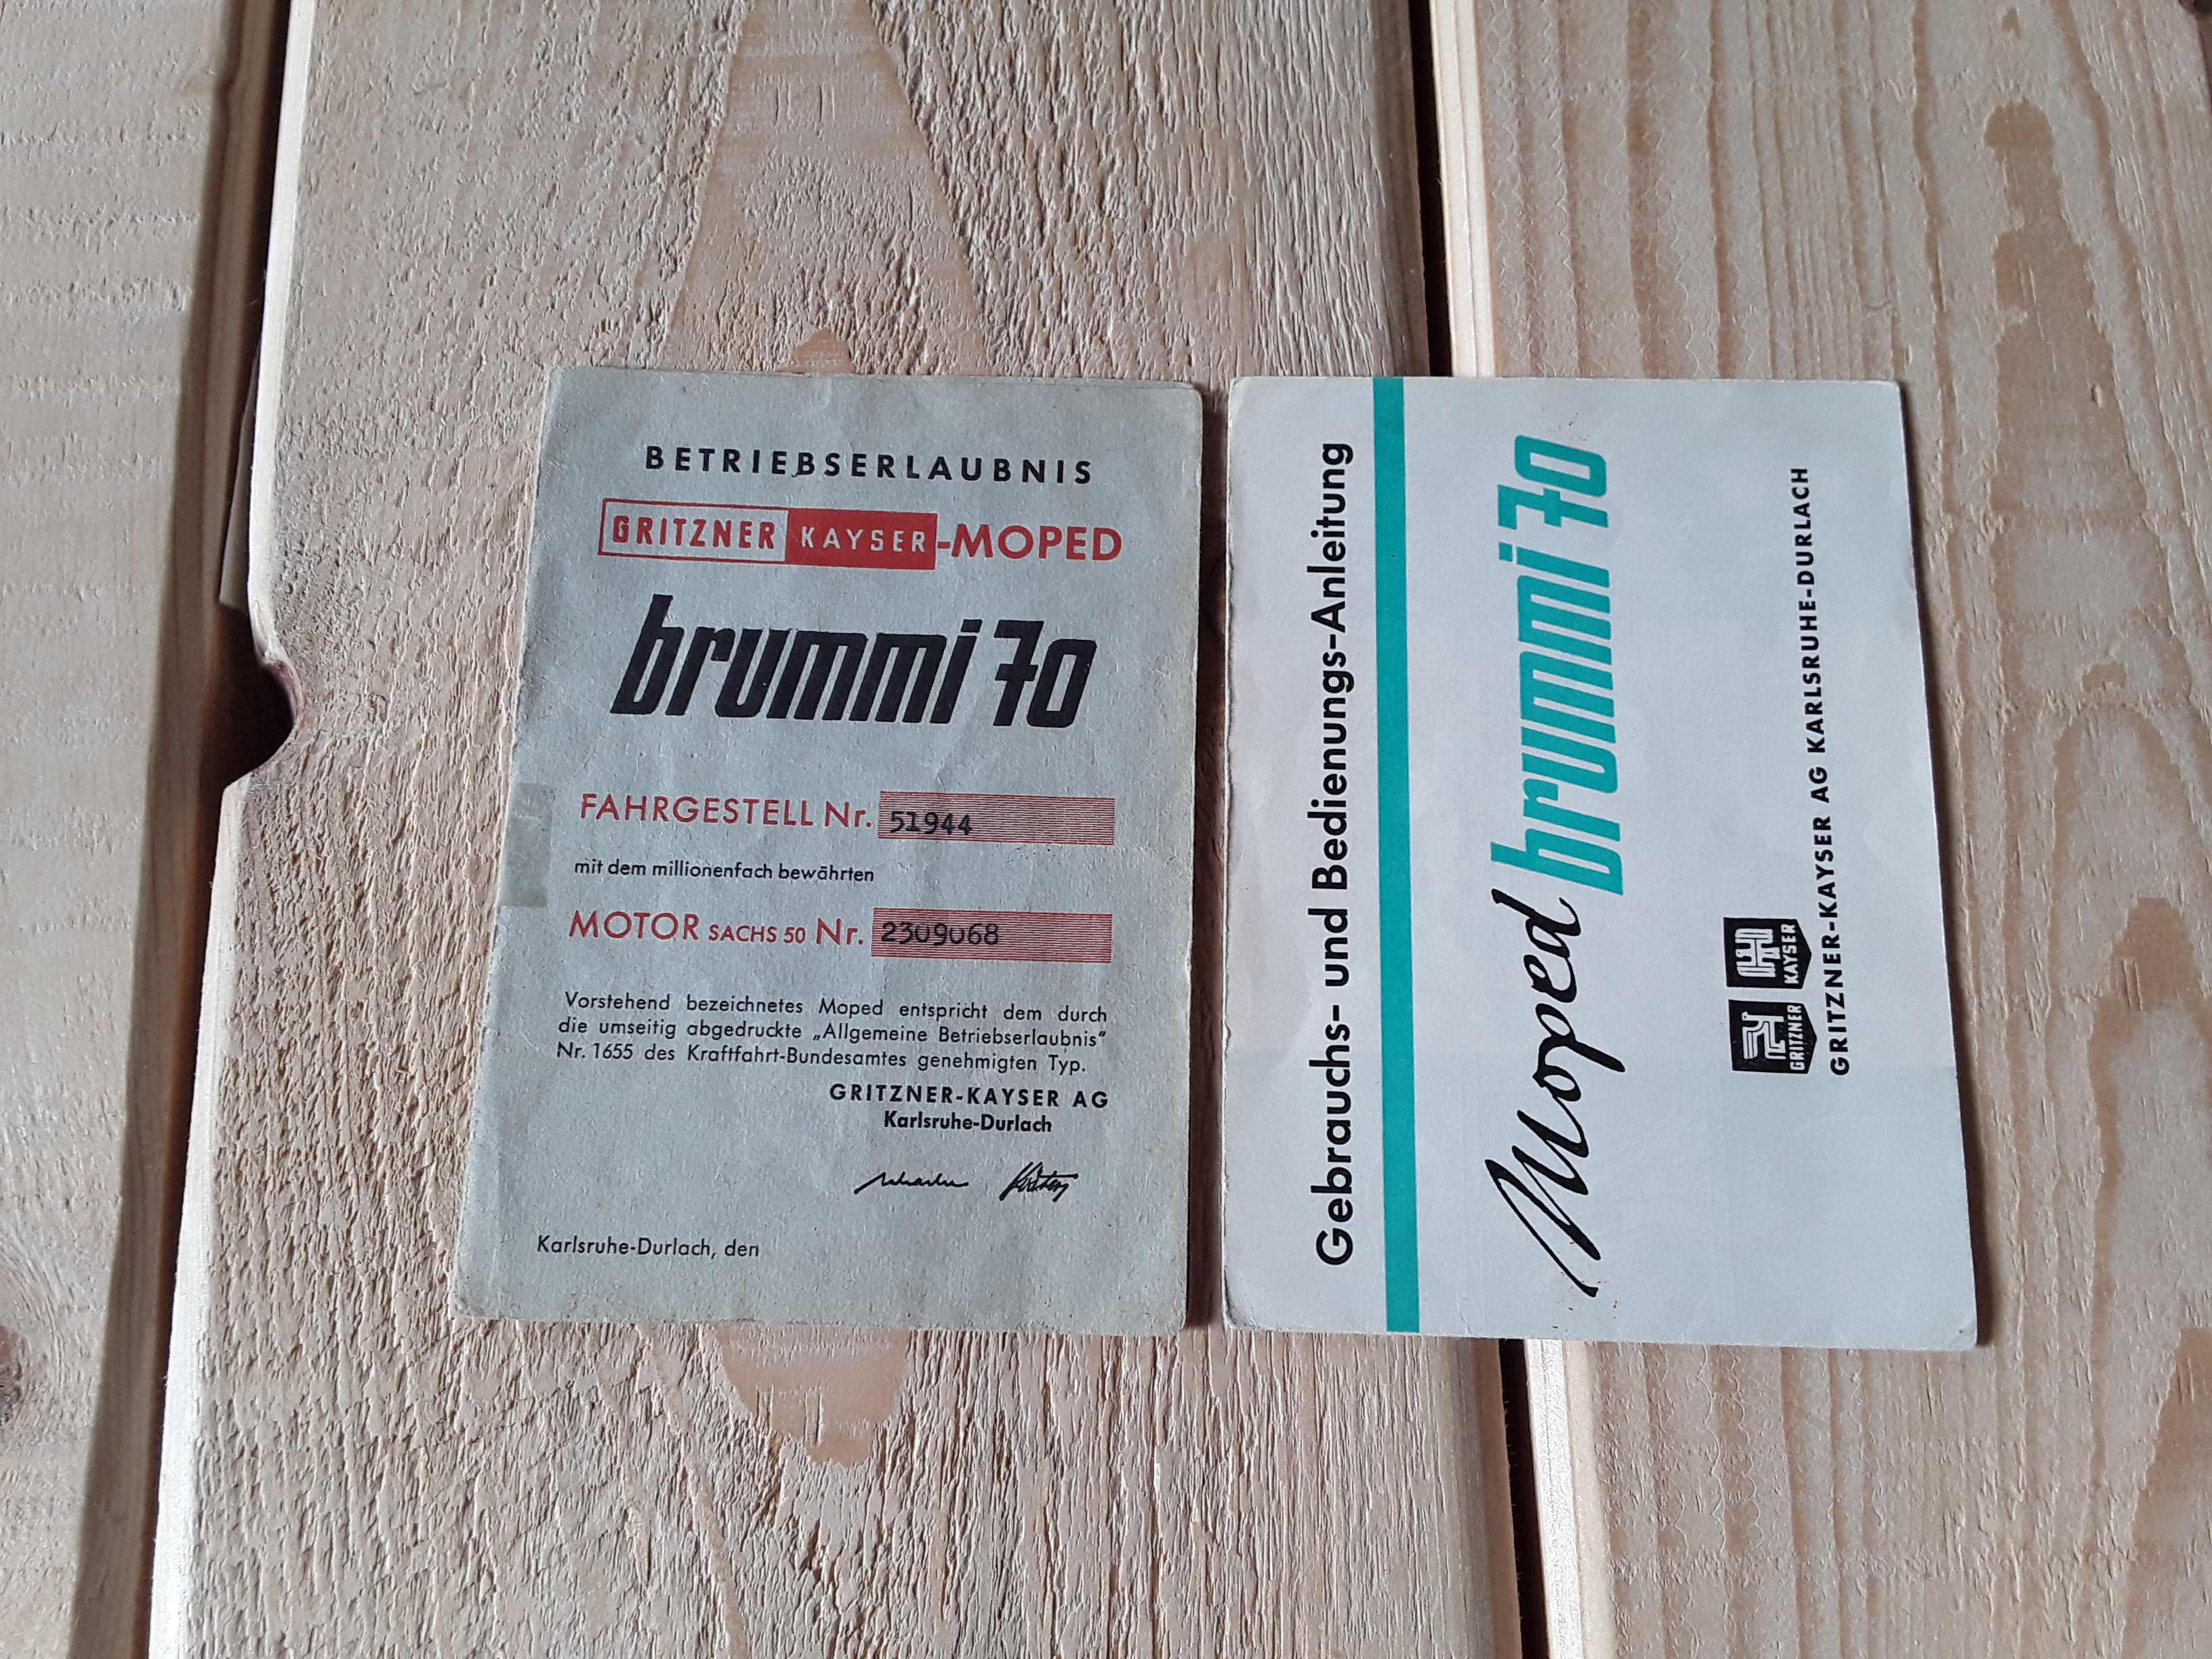 BETRIEBSERLAUBNIS
GRITZNER KAYSER-MOPED
brummi 70
FAHRGESTELL Nr. 51944
mit dem millionenfach bewährten
MOTOR SACHS 50 Nr. 2309068
Vorstehend bezeichnetes Moped entspricht dem durch
die umseitig abgedruckte „Allgemeine Betriebserlaubnis"
Nr. 1655 des Kraftfahrt-Bundesamtes genehmigten Typ.
GRITZNER-KAYSER AG
Karlsruhe-Durlach
Karlsruhe-Durlach, den
Gebrauchs- und Bedienungs-Anleitung
Moped brummi 70
GRITZNER KAYSER
GRITZNER-KAYSER AG KARLSRUHE-DURLACH